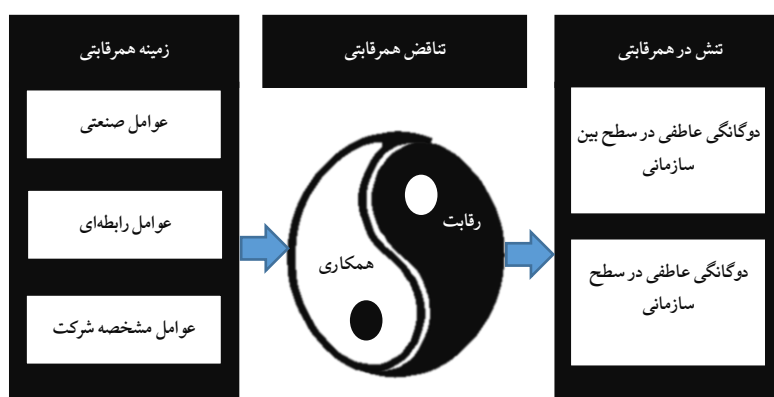 زمینه همرقابتی
تناقض همرقابتی
تنش در همرقابتی
عوامل صنعتی
عوامل رابطه‌ای
عوامل مشخصه شرکت
همکاری
رقابت
دوگانگی عاطفی در سطح بین
سازمانی
دوگانگی عاطفی در سطح
سازمانی